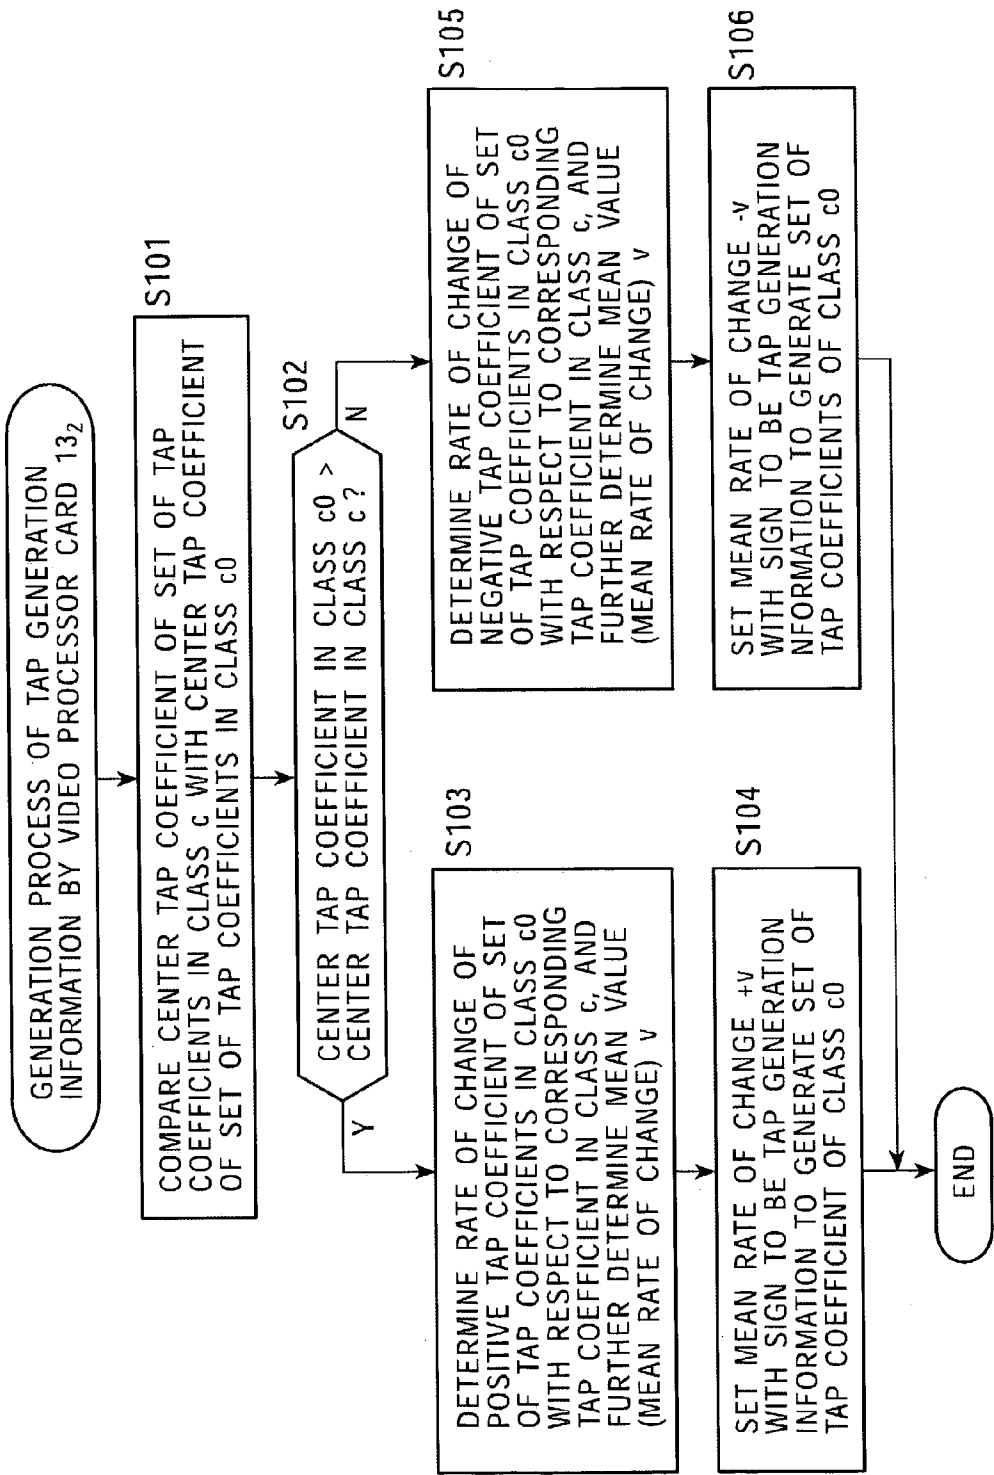 GENERATION PROCESS OF TAP GENERATION
INFORMATION BY VIDEO PROCESSOR CARD 13₂
S101
COMPARE CENTER TAP COEFFICIENT OF SET OF TAP
COEFFICIENTS IN CLASS c WITH CENTER TAP COEFFICIENT
OF SET OF TAP COEFFICIENTS IN CLASS c0
S102
CENTER TAP COEFFICIENT IN CLASS c0 >
CENTER TAP COEFFICIENT IN CLASS c?
Y
N
S103
DETERMINE RATE OF CHANGE OF
POSITIVE TAP COEFFICIENT OF SET
OF TAP COEFFICIENTS IN CLASS c0
WITH RESPECT TO CORRESPONDING
TAP COEFFICIENT IN CLASS c, AND
FURTHER DETERMINE MEAN VALUE
(MEAN RATE OF CHANGE) v
S104
SET MEAN RATE OF CHANGE +v
WITH SIGN TO BE TAP GENERATION
INFORMATION TO GENERATE SET OF
TAP COEFFICIENT OF CLASS c0
S105
DETERMINE RATE OF CHANGE OF
NEGATIVE TAP COEFFICIENT OF SET
OF TAP COEFFICIENTS IN CLASS c0
WITH RESPECT TO CORRESPONDING
TAP COEFFICIENT IN CLASS c, AND
FURTHER DETERMINE MEAN VALUE
(MEAN RATE OF CHANGE) v
S106
SET MEAN RATE OF CHANGE -v
WITH SIGN TO BE TAP GENERATION
NFORMATION TO GENERATE SET OF
TAP COEFFICIENTS OF CLASS c0
END